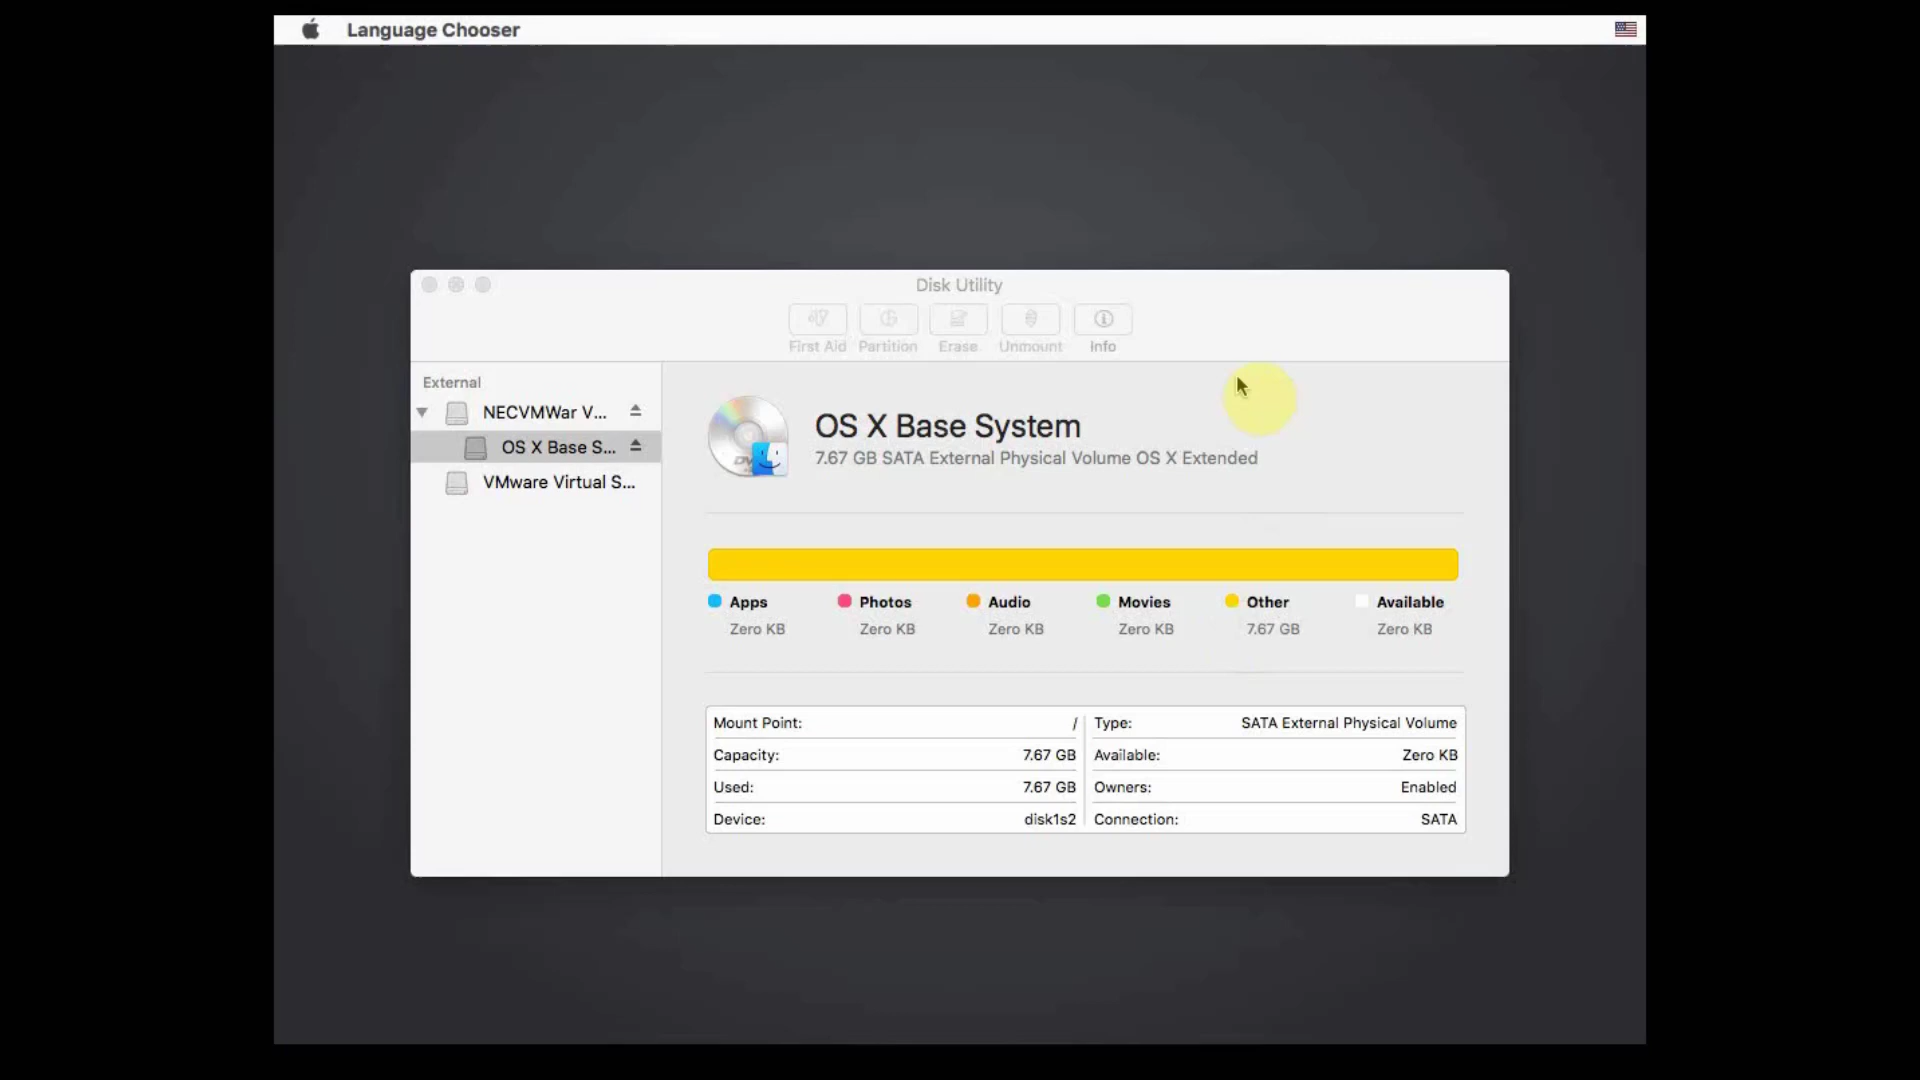 Language Chooser
Disk Utility
First Aid Partition Erase Unmount Info
External
NECVMWar V...
OS X Base S...
VMware Virtual S...
OS X Base System
7.67 GB SATA External Physical Volume OS X Extended
Apps Photos Audio Movies Other Available
Zero KB Zero KB Zero KB Zero KB 7.67 GB Zero KB
Mount Point: / Type: SATA External Physical Volume
Capacity: 7.67 GB Available: Zero KB
Used: 7.67 GB Owners: Enabled
Device: disk1s2 Connection: SATA